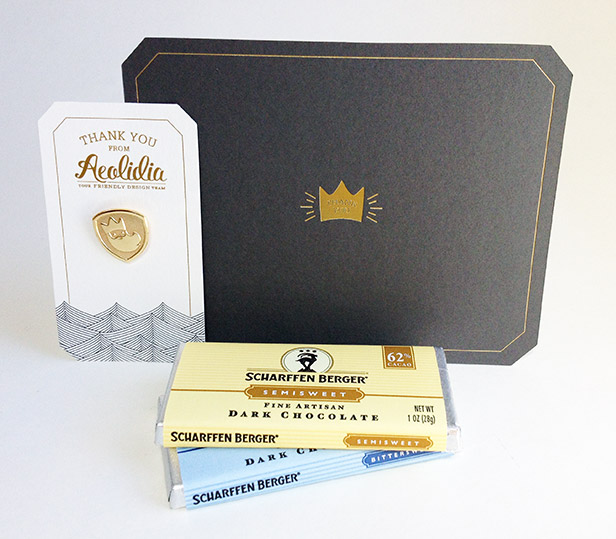 THANK YOU
FROM
Aeolidia
YOUR FRIENDLY DESIGN TEAM
62%
CACAO
SCHARFFEN BERGER®
SEMISWEET
FINE ARTISAN
DARK CHOCOLATE
NET WT
1 OZ (28g)
SCHARFFEN BERGER®
SEMISWEET
DARK
SCHARFFEN BERGER®